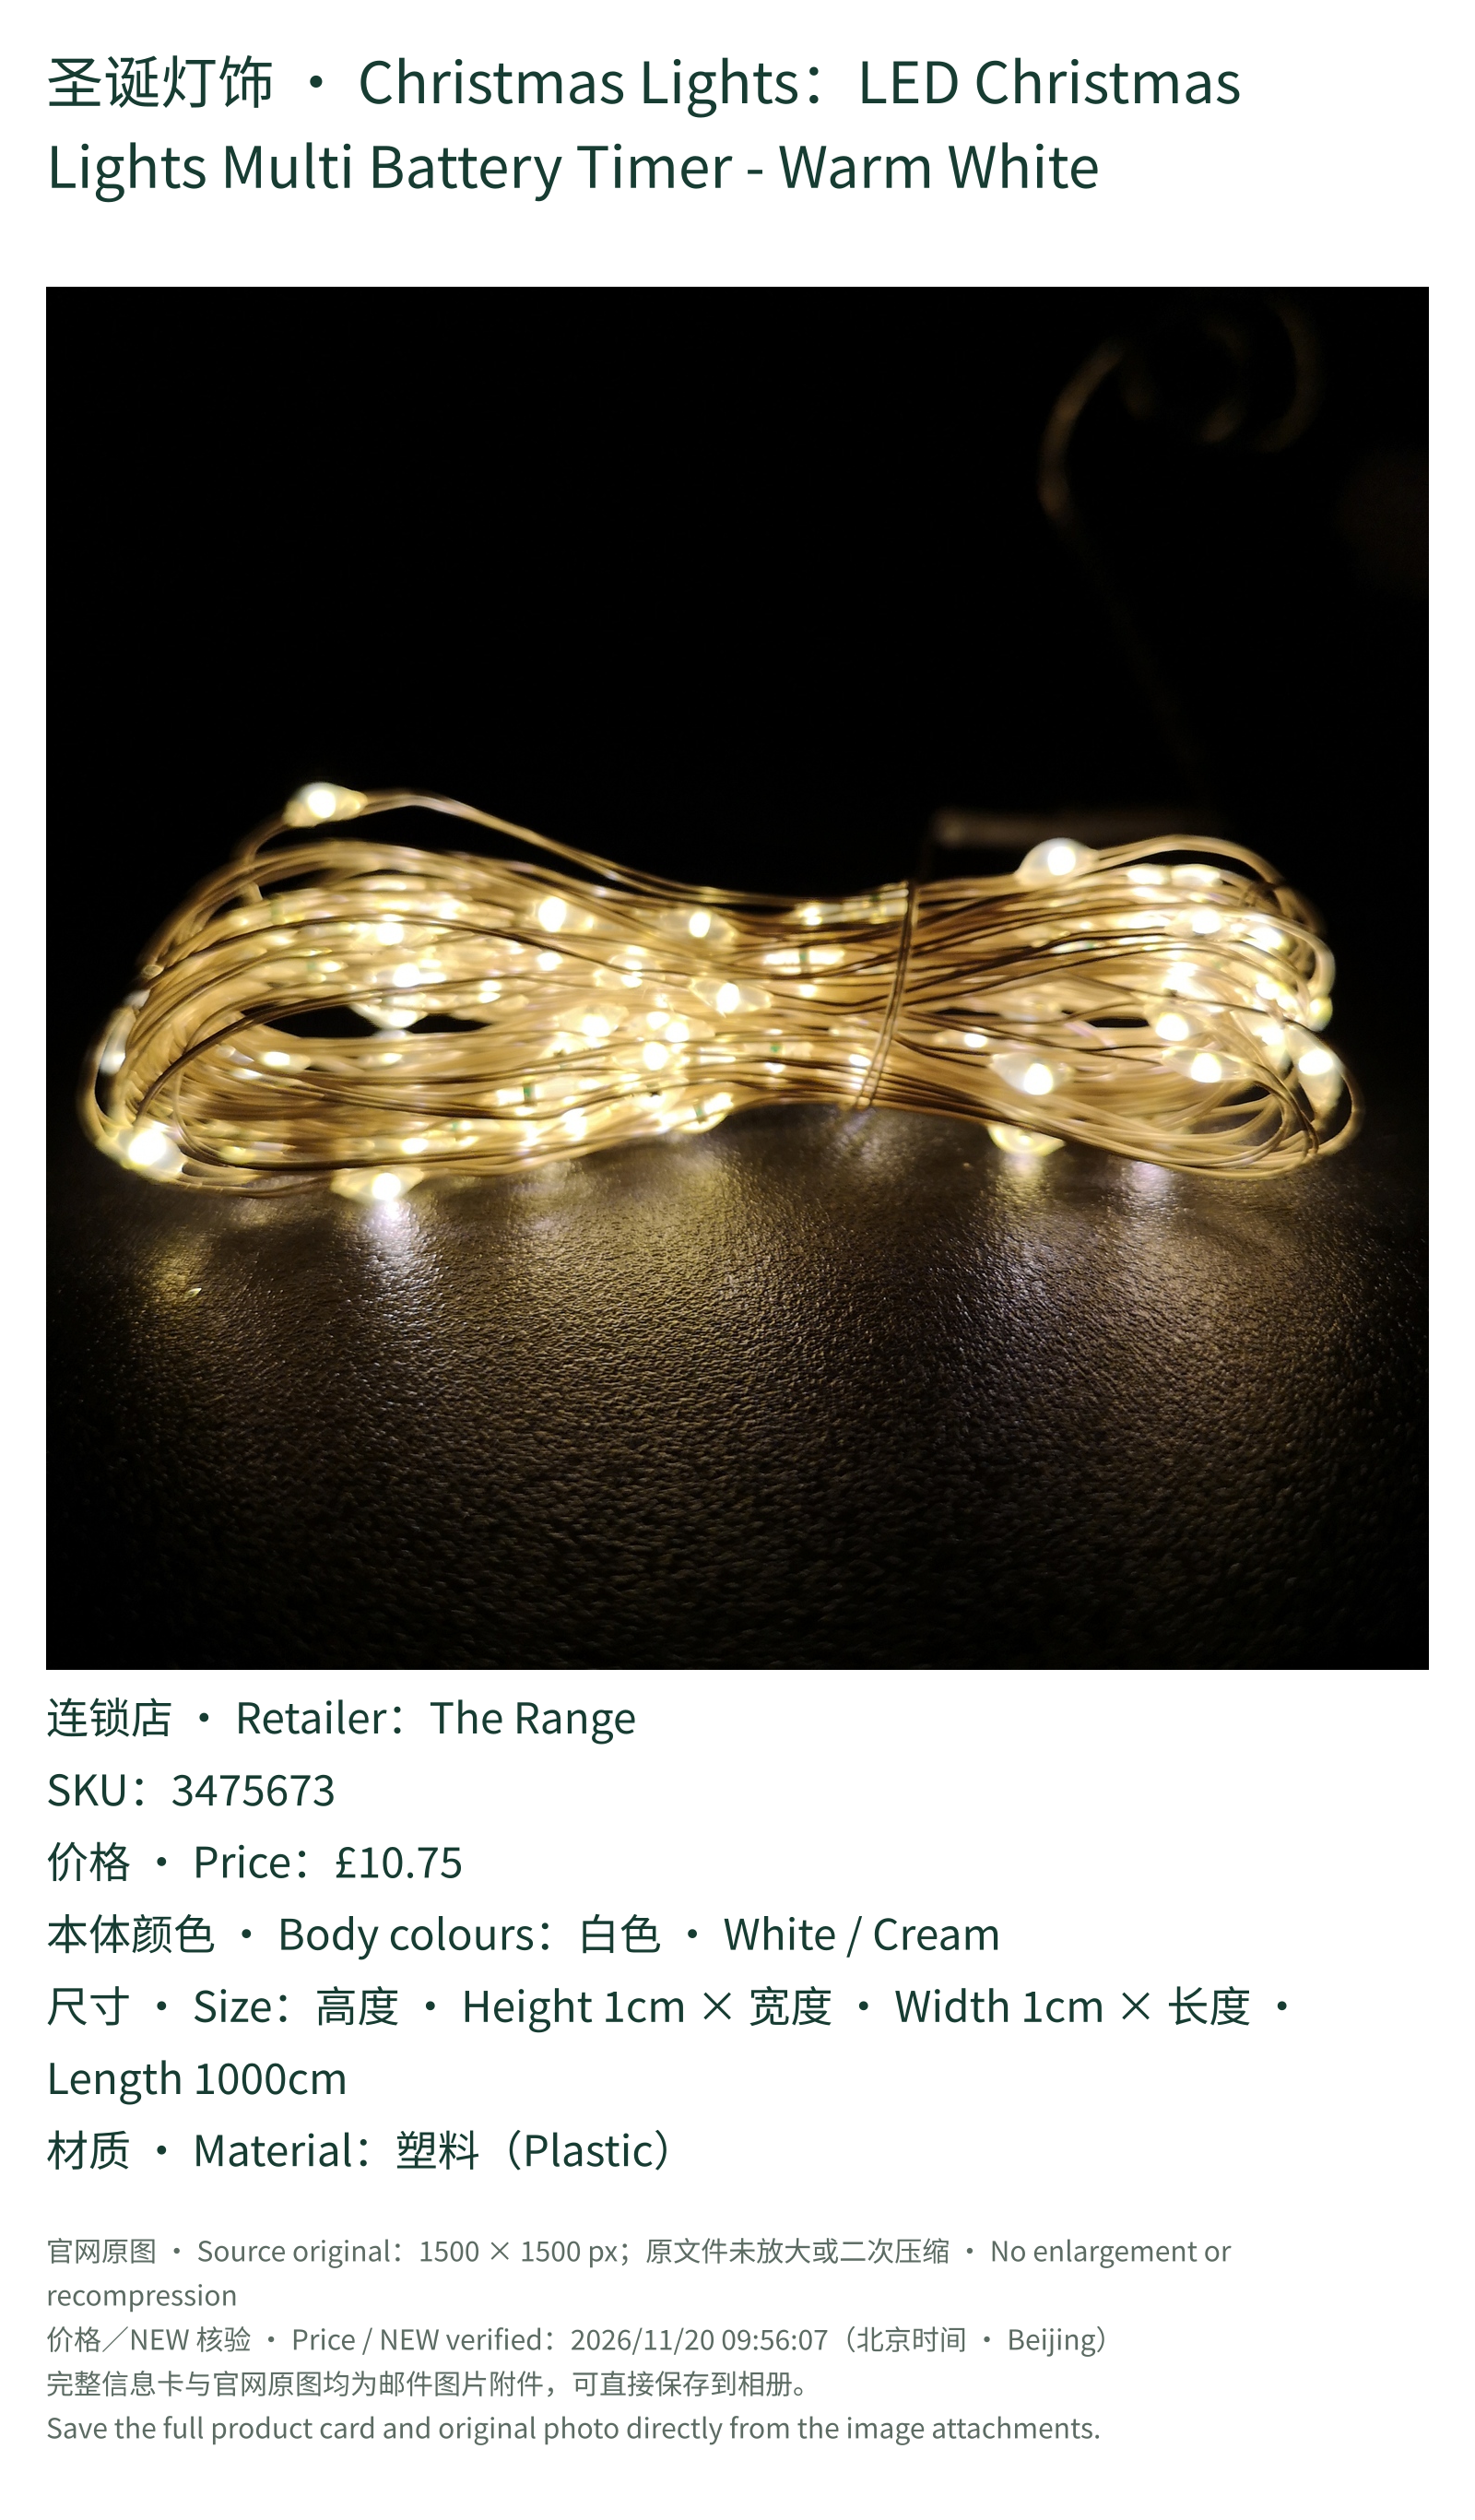 圣诞灯饰 · Christmas Lights：LED Christmas
Lights Multi Battery Timer - Warm White
连锁店 · Retailer：The Range
SKU：3475673
价格 · Price：£10.75
本体颜色 · Body colours：白色 · White / Cream
尺寸 · Size：高度 · Height 1cm × 宽度 · Width 1cm × 长度 ·
Length 1000cm
材质 · Material：塑料（Plastic）
官网原图 · Source original：1500 × 1500 px；原文件未放大或二次压缩 · No enlargement or
recompression
价格／NEW 核验 · Price / NEW verified：2026/11/20 09:56:07（北京时间 · Beijing）
完整信息卡与官网原图均为邮件图片附件，可直接保存到相册。
Save the full product card and original photo directly from the image attachments.